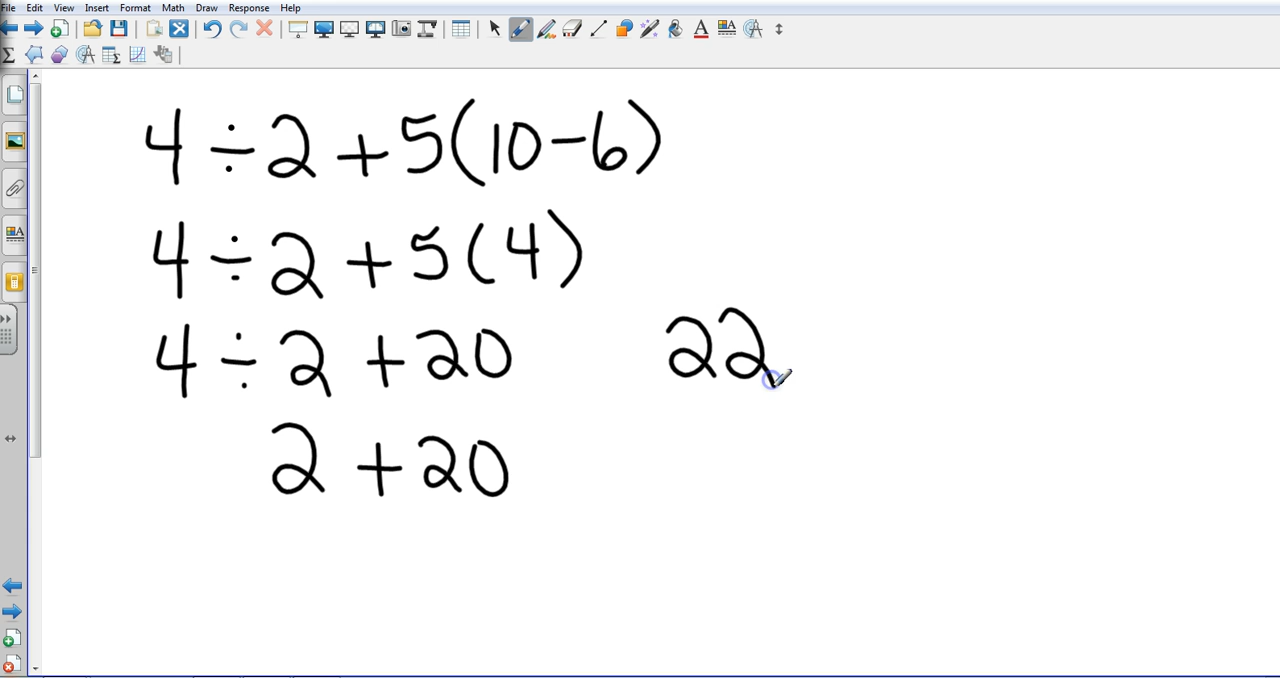 File Edit View Insert Format Math Draw Response Help
4 ÷ 2 + 5(10-6)
4 ÷ 2 + 5(4)
4 ÷ 2 + 20 22
2 + 20